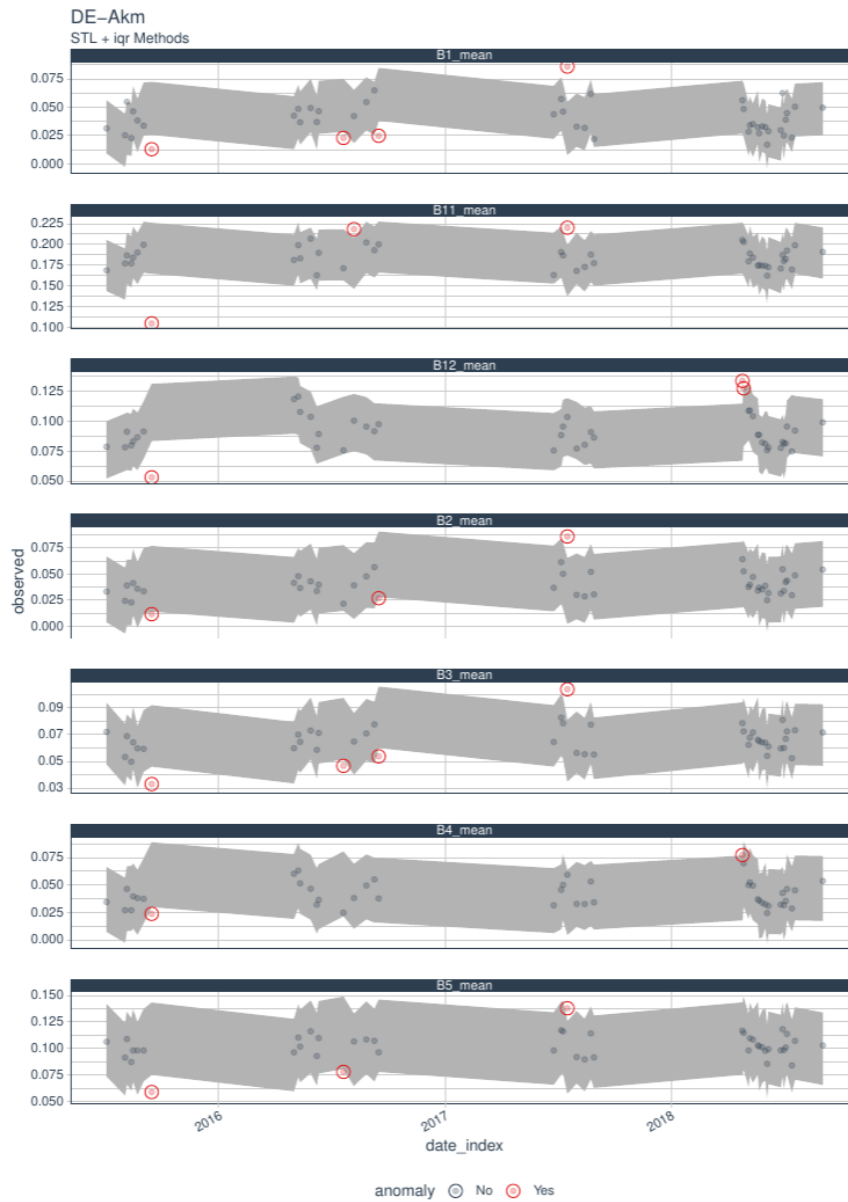 DE−Akm
STL + iqr Methods
B1_mean
0.075
0.050
0.025
0.000
B11_mean
0.225
0.200
0.175
0.150
0.125
0.100
B12_mean
0.125
0.100
0.075
0.050
B2_mean
0.075
0.050
0.025
0.000
observed
B3_mean
0.09
0.07
0.05
0.03
B4_mean
0.075
0.050
0.025
0.000
B5_mean
0.150
0.125
0.100
0.075
0.050
2016
2017
2018
date_index
anomaly No Yes